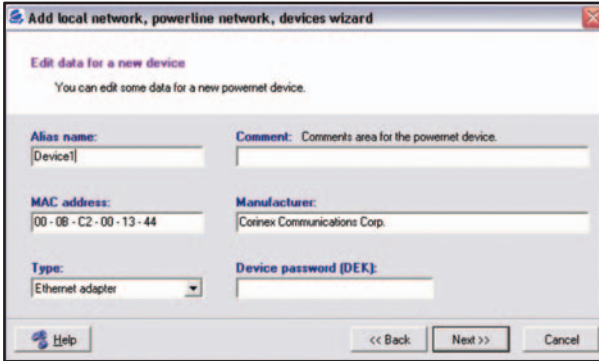 Add local network, powerline network, devices wizard
Edit data for a new device
You can edit some data for a new powernet device.
Alias name:
Comment: Comments area for the powernet device.
Device1
MAC address:
Manufacturer:
00 - 0B - C2 - 00 - 13 - 44
Corinex Communications Corp.
Type:
Device password (DEK):
Ethernet adapter
Help
<< Back
Next >>
Cancel